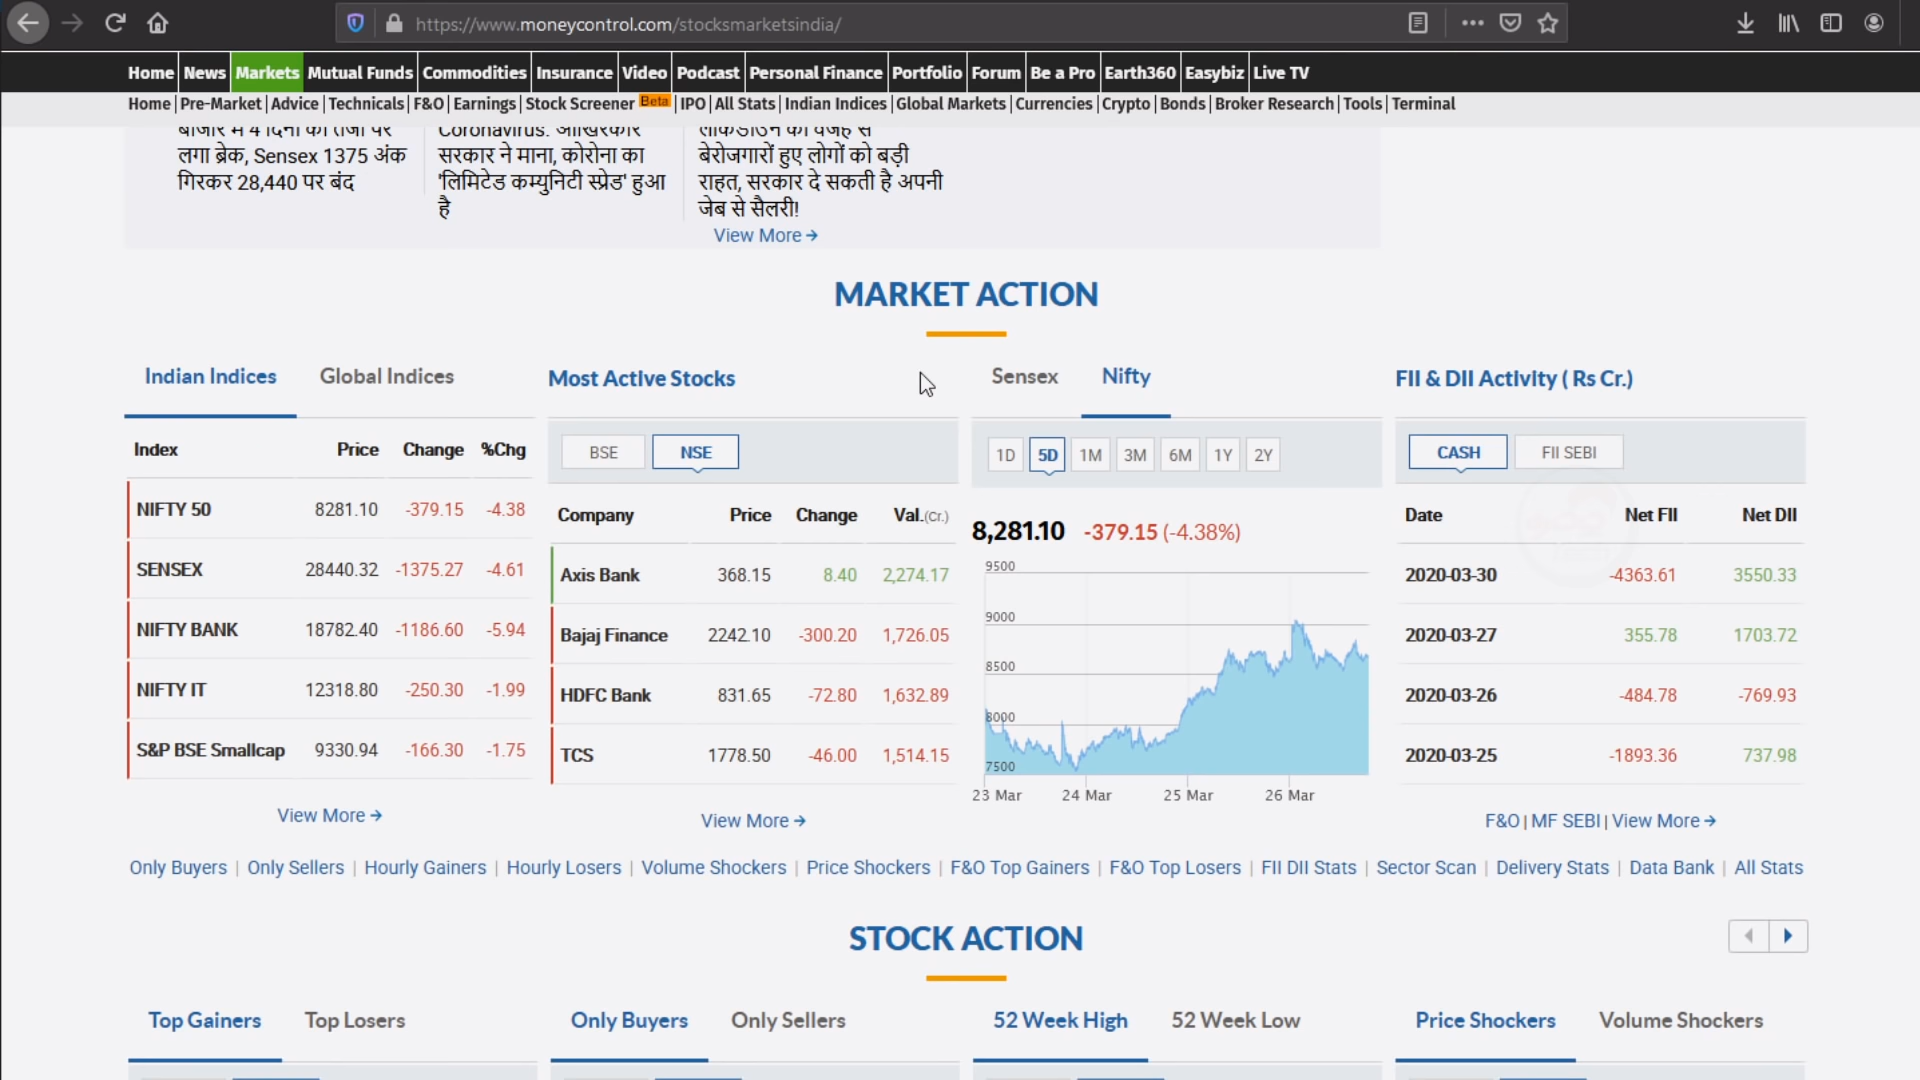 https://www.moneycontrol.com/stocksmarketsindia/
Home News Markets Mutual Funds Commodities Insurance Video Podcast Personal Finance Portfolio Forum Be a Pro Earth360 Easybiz Live TV
Home | Pre-Market | Advice | Technicals | F&O | Earnings | Stock Screener Beta | IPO | All Stats | Indian Indices | Global Markets | Currencies | Crypto | Bonds | Broker Research | Tools | Terminal
बाजार में 4 दिनों की तेजी पर
लगा ब्रेक, Sensex 1375 अंक
गिरकर 28,440 पर बंद
Coronavirus: आखिरकार
सरकार ने माना, कोरोना का
'लिमिटेड कम्युनिटी स्प्रेड' हुआ
है
लॉकडाउन की वजह से
बेरोजगारों हुए लोगों को बड़ी
राहत, सरकार दे सकती है अपनी
जेब से सैलरी!
View More →
MARKET ACTION
Indian Indices Global Indices
Index Price Change %Chg
NIFTY 50 8281.10 -379.15 -4.38
SENSEX 28440.32 -1375.27 -4.61
NIFTY BANK 18782.40 -1186.60 -5.94
NIFTY IT 12318.80 -250.30 -1.99
S&P BSE Smallcap 9330.94 -166.30 -1.75
View More →
Most Active Stocks
BSE NSE
Company Price Change Val.(Cr.)
Axis Bank 368.15 8.40 2,274.17
Bajaj Finance 2242.10 -300.20 1,726.05
HDFC Bank 831.65 -72.80 1,632.89
TCS 1778.50 -46.00 1,514.15
View More →
Sensex Nifty
1D 5D 1M 3M 6M 1Y 2Y
8,281.10 -379.15 (-4.38%)
9500
9000
8500
8000
7500
23 Mar 24 Mar 25 Mar 26 Mar
FII & DII Activity ( Rs Cr.)
CASH FII SEBI
Date Net FII Net DII
2020-03-30 -4363.61 3550.33
2020-03-27 355.78 1703.72
2020-03-26 -484.78 -769.93
2020-03-25 -1893.36 737.98
F&O | MF SEBI | View More →
Only Buyers | Only Sellers | Hourly Gainers | Hourly Losers | Volume Shockers | Price Shockers | F&O Top Gainers | F&O Top Losers | FII DII Stats | Sector Scan | Delivery Stats | Data Bank | All Stats
STOCK ACTION
Top Gainers Top Losers
Only Buyers Only Sellers
52 Week High 52 Week Low
Price Shockers Volume Shockers